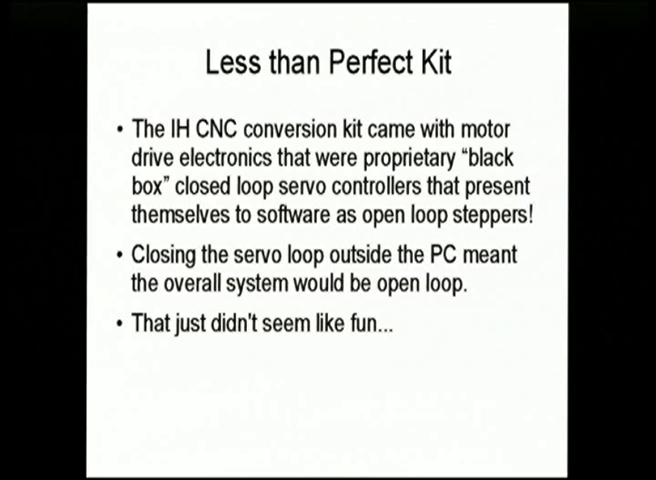 Less than Perfect Kit
• The IH CNC conversion kit came with motor
drive electronics that were proprietary “black
box” closed loop servo controllers that present
themselves to software as open loop steppers!
• Closing the servo loop outside the PC meant
the overall system would be open loop.
• That just didn't seem like fun...